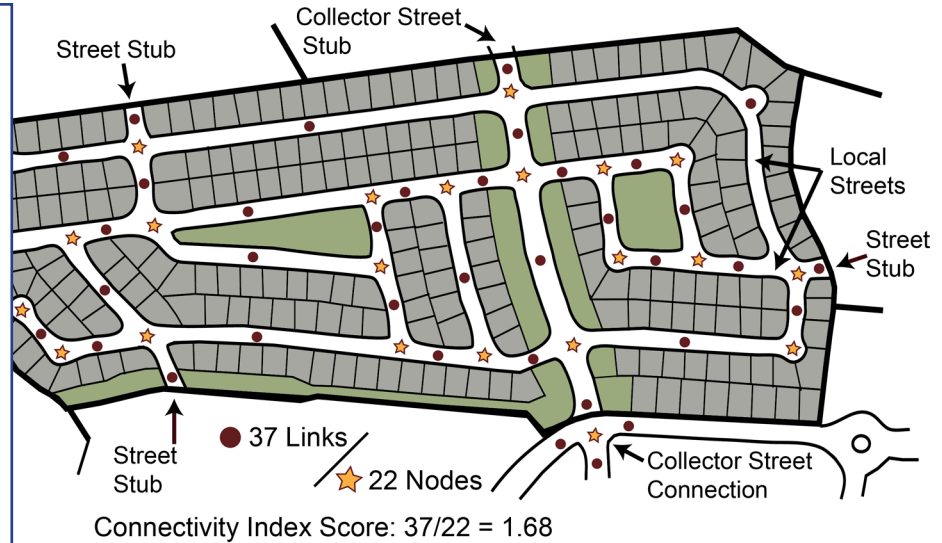 Collector Street
Stub
Street Stub
Local
Streets
Street
Stub
Street
Stub
37 Links
22 Nodes
Collector Street
Connection
Connectivity Index Score: 37/22 = 1.68